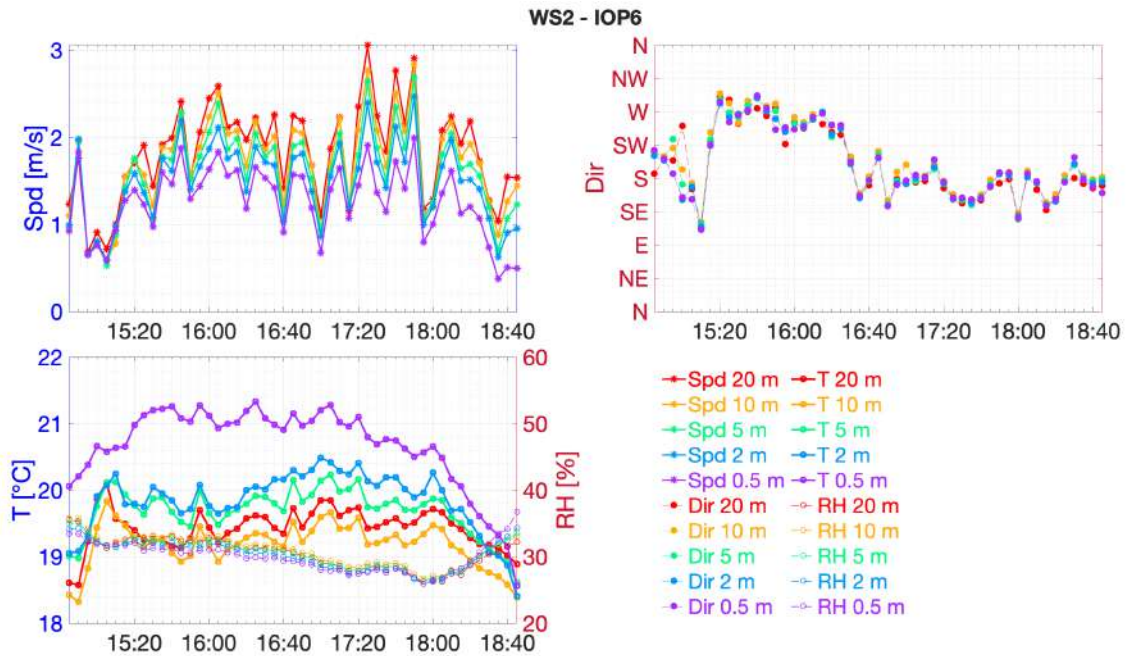 WS2 - IOP6
3
2
1
0
Spd [m/s]
15:20 16:00 16:40 17:20 18:00 18:40
N
NW
W
SW
S
SE
E
NE
N
Dir
15:20 16:00 16:40 17:20 18:00 18:40
22
21
20
19
18
T[°C]
60
50
40
30
20
RH [%]
15:20 16:00 16:40 17:20 18:00 18:40
Spd 20 m T 20 m
Spd 10 m T 10 m
Spd 5 m T 5 m
Spd 2 m T 2 m
Spd 0.5 m T 0.5 m
Dir 20 m RH 20 m
Dir 10 m RH 10 m
Dir 5 m RH 5 m
Dir 2 m RH 2 m
Dir 0.5 m RH 0.5 m